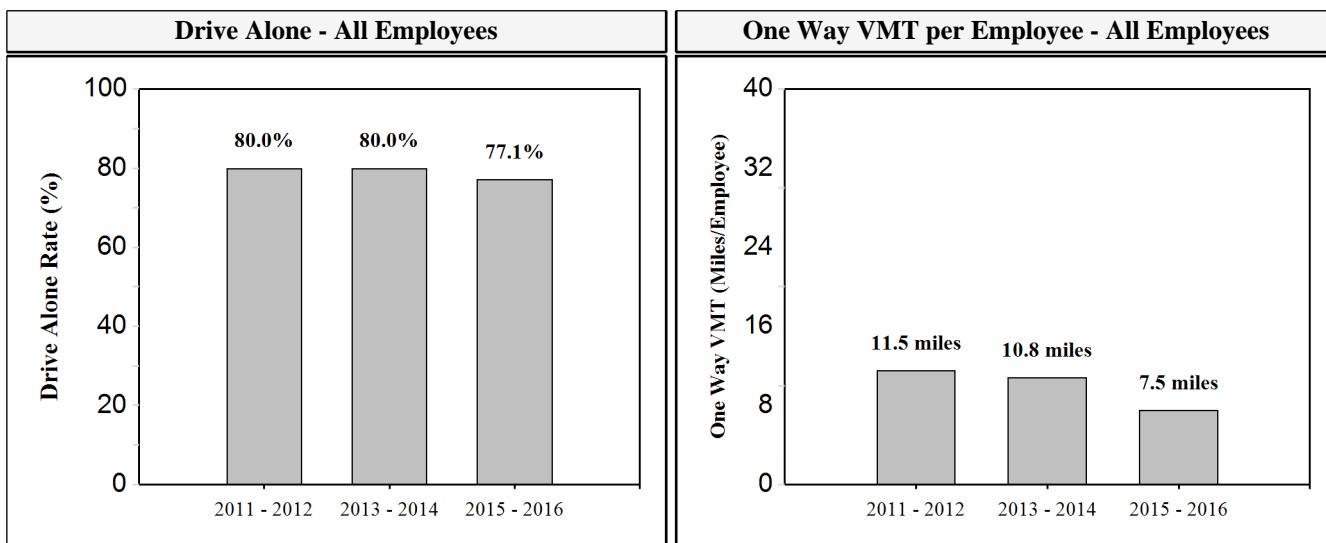 Drive Alone - All Employees
One Way VMT per Employee - All Employees
Drive Alone Rate (%)
100
80
60
40
20
0
80.0%
80.0%
77.1%
2011 - 2012
2013 - 2014
2015 - 2016
One Way VMT (Miles/Employee)
40
32
24
16
8
0
11.5 miles
10.8 miles
7.5 miles
2011 - 2012
2013 - 2014
2015 - 2016